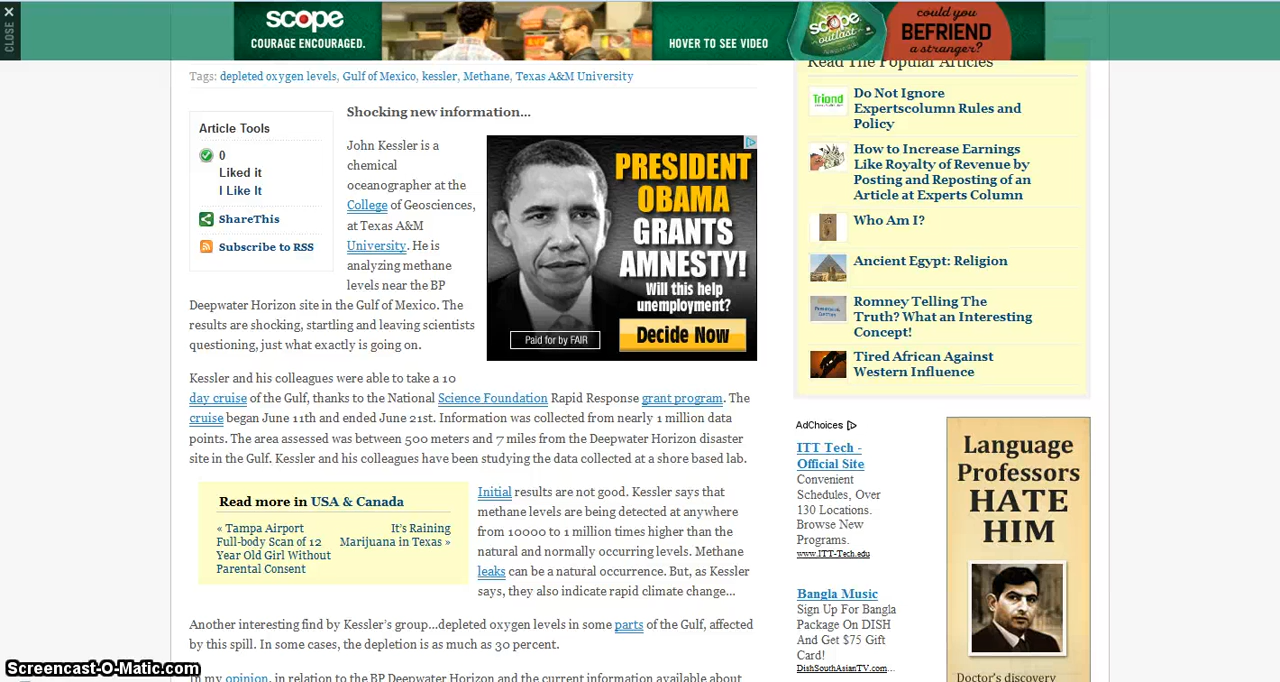 CLOSE ×
scope
COURAGE ENCOURAGED.
HOVER TO SEE VIDEO
scope
outlast
could you
BEFRIEND
a stranger?
Tags: depleted oxygen levels, Gulf of Mexico, kessler, Methane, Texas A&M University
Article Tools
0
Liked it
I Like It
ShareThis
Subscribe to RSS
Shocking new information...
John Kessler is a
chemical
oceanographer at the
College of Geosciences,
at Texas A&M
University. He is
analyzing methane
levels near the BP
Deepwater Horizon site in the Gulf of Mexico. The
results are shocking, startling and leaving scientists
questioning, just what exactly is going on.
PRESIDENT
OBAMA
GRANTS
AMNESTY!
Will this help
unemployment?
Decide Now
Paid for by FAIR
Kessler and his colleagues were able to take a 10
day cruise of the Gulf, thanks to the National Science Foundation Rapid Response grant program. The
cruise began June 11th and ended June 21st. Information was collected from nearly 1 million data
points. The area assessed was between 500 meters and 7 miles from the Deepwater Horizon disaster
site in the Gulf. Kessler and his colleagues have been studying the data collected at a shore based lab.
Read more in USA & Canada
« Tampa Airport
Full-body Scan of 12
Year Old Girl Without
Parental Consent
It's Raining
Marijuana in Texas »
Initial results are not good. Kessler says that
methane levels are being detected at anywhere
from 10000 to 1 million times higher than the
natural and normally occurring levels. Methane
leaks can be a natural occurrence. But, as Kessler
says, they also indicate rapid climate change...
Another interesting find by Kessler's group...depleted oxygen levels in some parts of the Gulf, affected
by this spill. In some cases, the depletion is as much as 30 percent.
In my opinion, in relation to the BP Deepwater Horizon and the current information available about
Read The Popular Articles
Triond
Do Not Ignore
Expertscolumn Rules and
Policy
How to Increase Earnings
Like Royalty of Revenue by
Posting and Reposting of an
Article at Experts Column
Who Am I?
Ancient Egypt: Religion
Romney Telling The
Truth? What an Interesting
Concept!
Tired African Against
Western Influence
AdChoices
ITT Tech -
Official Site
Convenient
Schedules, Over
130 Locations.
Browse New
Programs.
www.ITT-Tech.edu
Bangla Music
Sign Up For Bangla
Package On DISH
And Get $75 Gift
Card!
DishSouthAsianTV.com...
Language
Professors
HATE
HIM
Doctor's discovery
Screencast-O-Matic.com